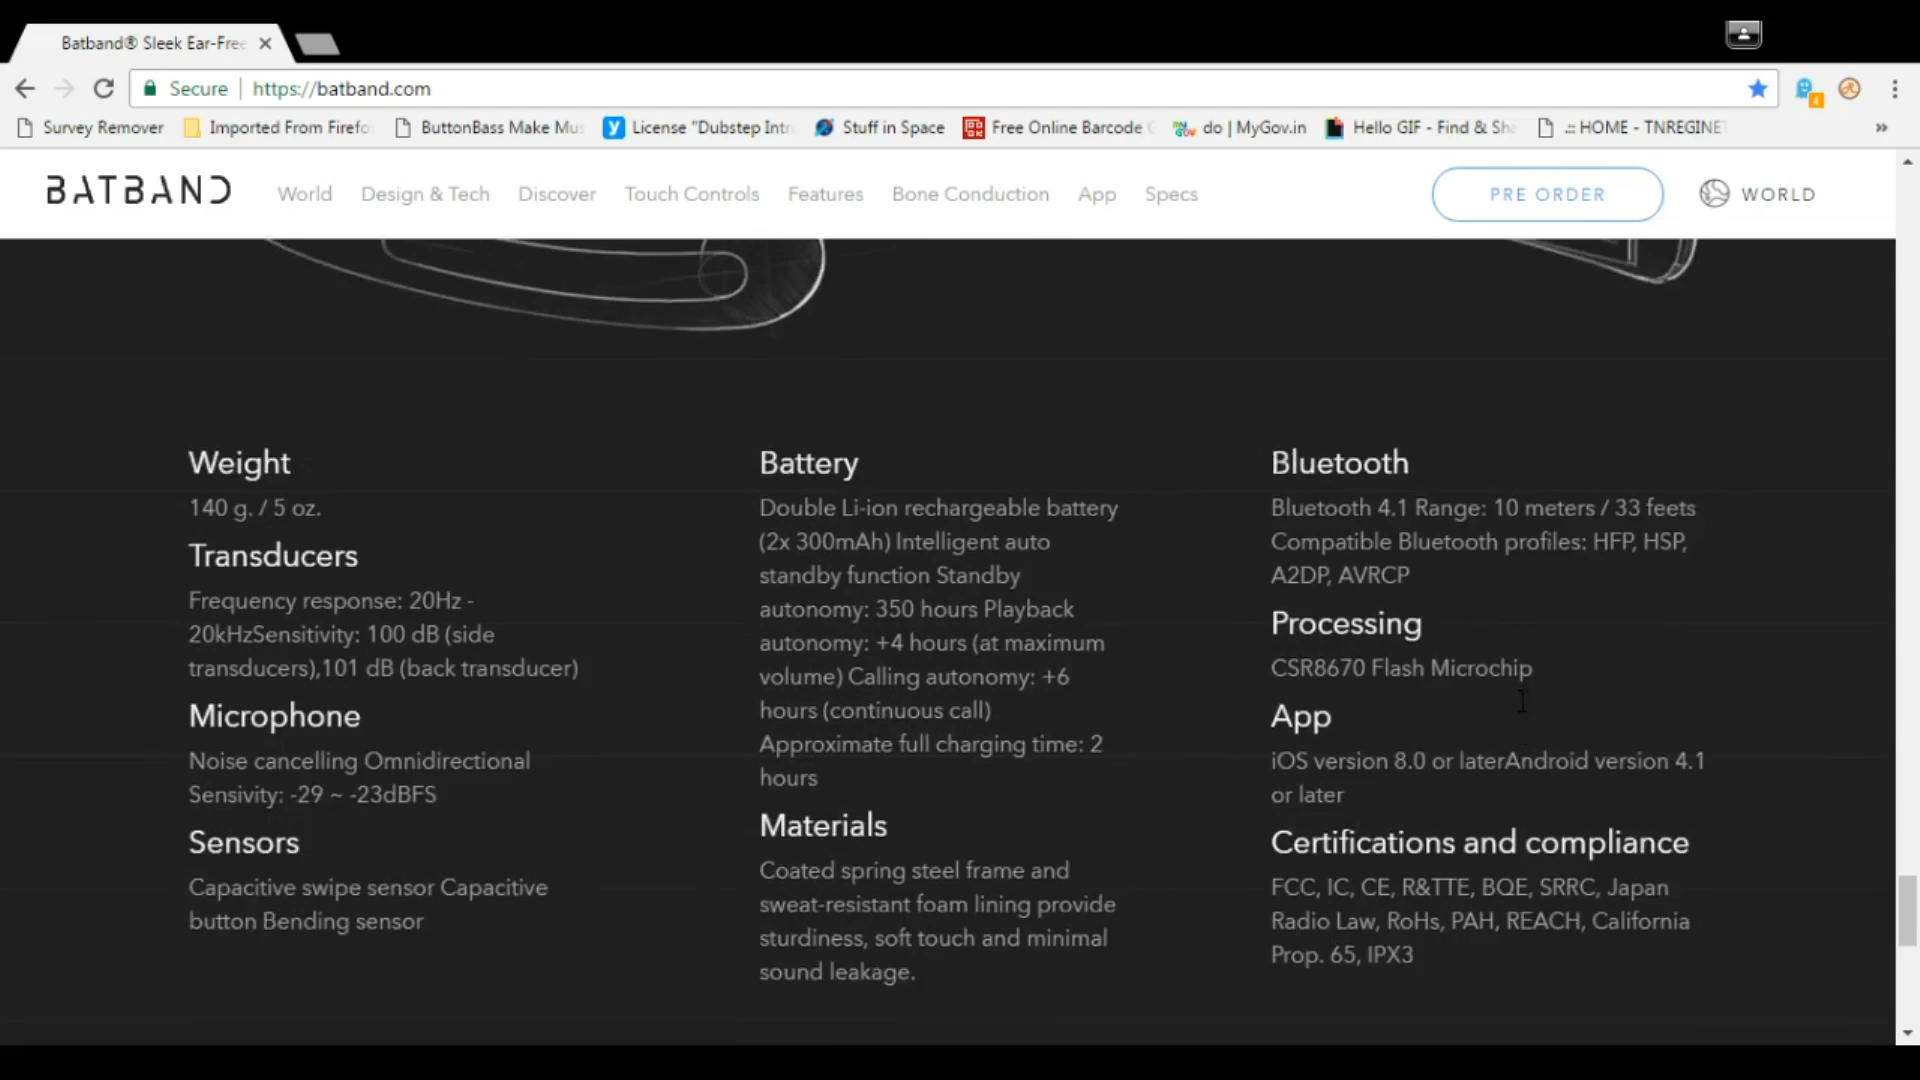 Batband® Sleek Ear-Free
Secure
https://batband.com
4
Survey Remover
Imported From Firefo
ButtonBass Make Mu
License "Dubstep Intr
Stuff in Space
Free Online Barcode
do | MyGov.in
Hello GIF - Find & Sh
.:: HOME - TNREGINET
»
BATBAND
World
Design & Tech
Discover
Touch Controls
Features
Bone Conduction
App
Specs
PRE ORDER
WORLD
Weight
140 g. / 5 oz.
Transducers
Frequency response: 20Hz -
20kHzSensitivity: 100 dB (side
transducers),101 dB (back transducer)
Microphone
Noise cancelling Omnidirectional
Sensivity: -29 ~ -23dBFS
Sensors
Capacitive swipe sensor Capacitive
button Bending sensor
Battery
Double Li-ion rechargeable battery
(2x 300mAh) Intelligent auto
standby function Standby
autonomy: 350 hours Playback
autonomy: +4 hours (at maximum
volume) Calling autonomy: +6
hours (continuous call)
Approximate full charging time: 2
hours
Materials
Coated spring steel frame and
sweat-resistant foam lining provide
sturdiness, soft touch and minimal
sound leakage.
Bluetooth
Bluetooth 4.1 Range: 10 meters / 33 feets
Compatible Bluetooth profiles: HFP, HSP,
A2DP, AVRCP
Processing
CSR8670 Flash Microchip
App
iOS version 8.0 or laterAndroid version 4.1
or later
Certifications and compliance
FCC, IC, CE, R&TTE, BQE, SRRC, Japan
Radio Law, RoHs, PAH, REACH, California
Prop. 65, IPX3